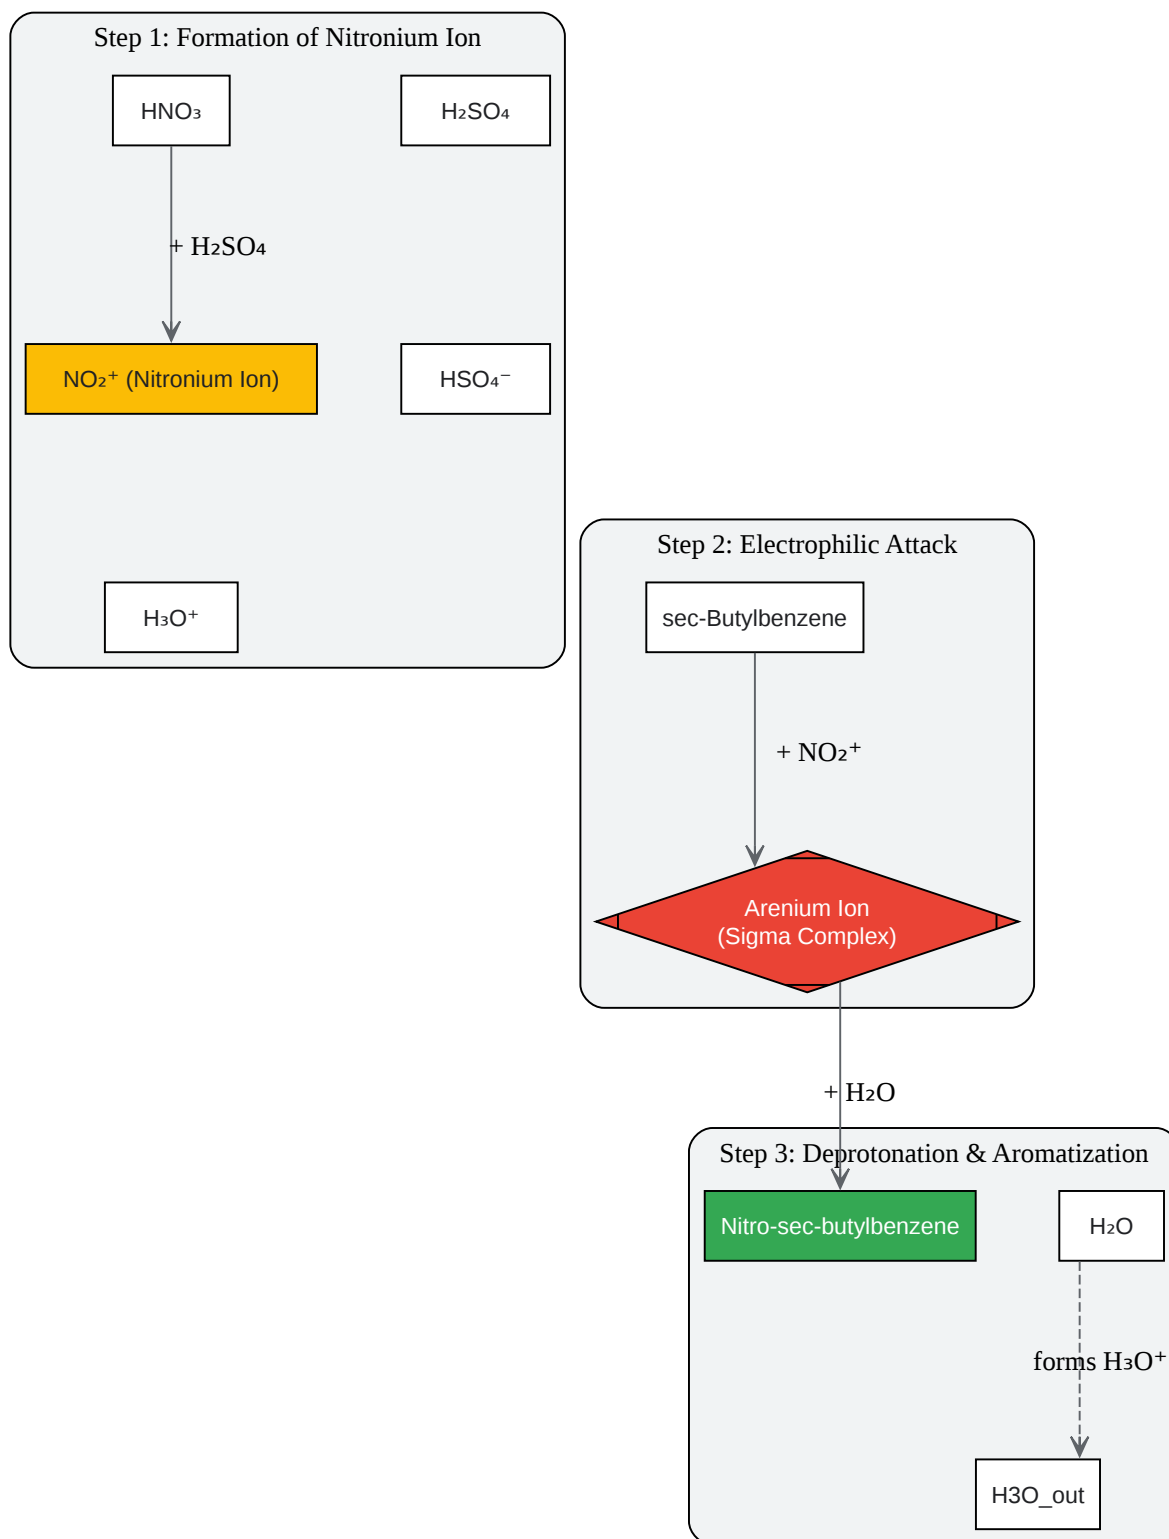 Step 1: Formation of Nitronium Ion
HNO₃
H₂SO₄
+ H₂SO₄
NO₂⁺ (Nitronium Ion)
HSO₄⁻
H₃O⁺
Step 2: Electrophilic Attack
sec-Butylbenzene
+ NO₂⁺
Arenium Ion
(Sigma Complex)
+ H₂O
Step 3: Deprotonation & Aromatization
Nitro-sec-butylbenzene
H₂O
forms H₃O⁺
H3O_out